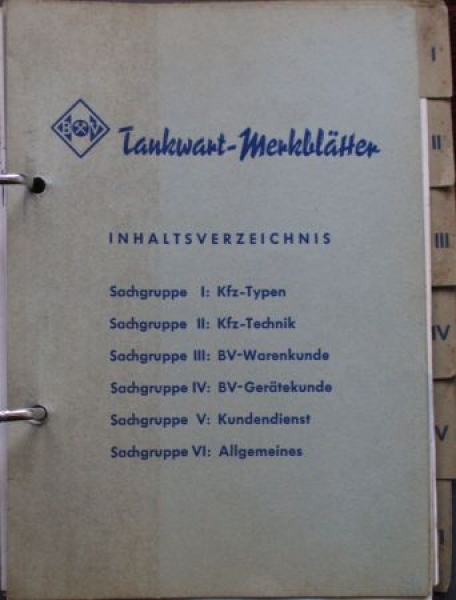 BV
Tankwart-Merkblätter
INHALTSVERZEICHNIS
Sachgruppe I: Kfz-Typen
Sachgruppe II: Kfz-Technik
Sachgruppe III: BV-Warenkunde
Sachgruppe IV: BV-Gerätekunde
Sachgruppe V: Kundendienst
Sachgruppe VI: Allgemeines
I
II
III
IV
V